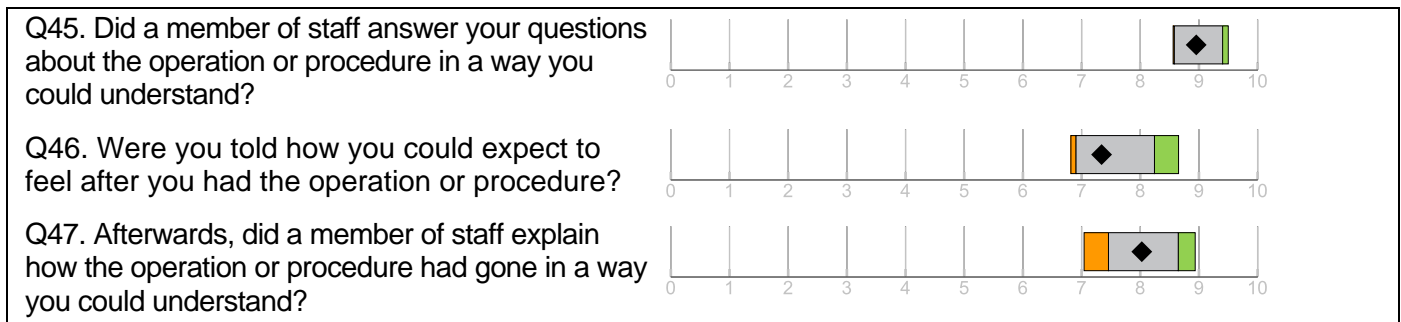 Q45. Did a member of staff answer your questions
about the operation or procedure in a way you
could understand?
0 1 2 3 4 5 6 7 8 9 10
Q46. Were you told how you could expect to
feel after you had the operation or procedure?
0 1 2 3 4 5 6 7 8 9 10
Q47. Afterwards, did a member of staff explain
how the operation or procedure had gone in a way
you could understand?
0 1 2 3 4 5 6 7 8 9 10